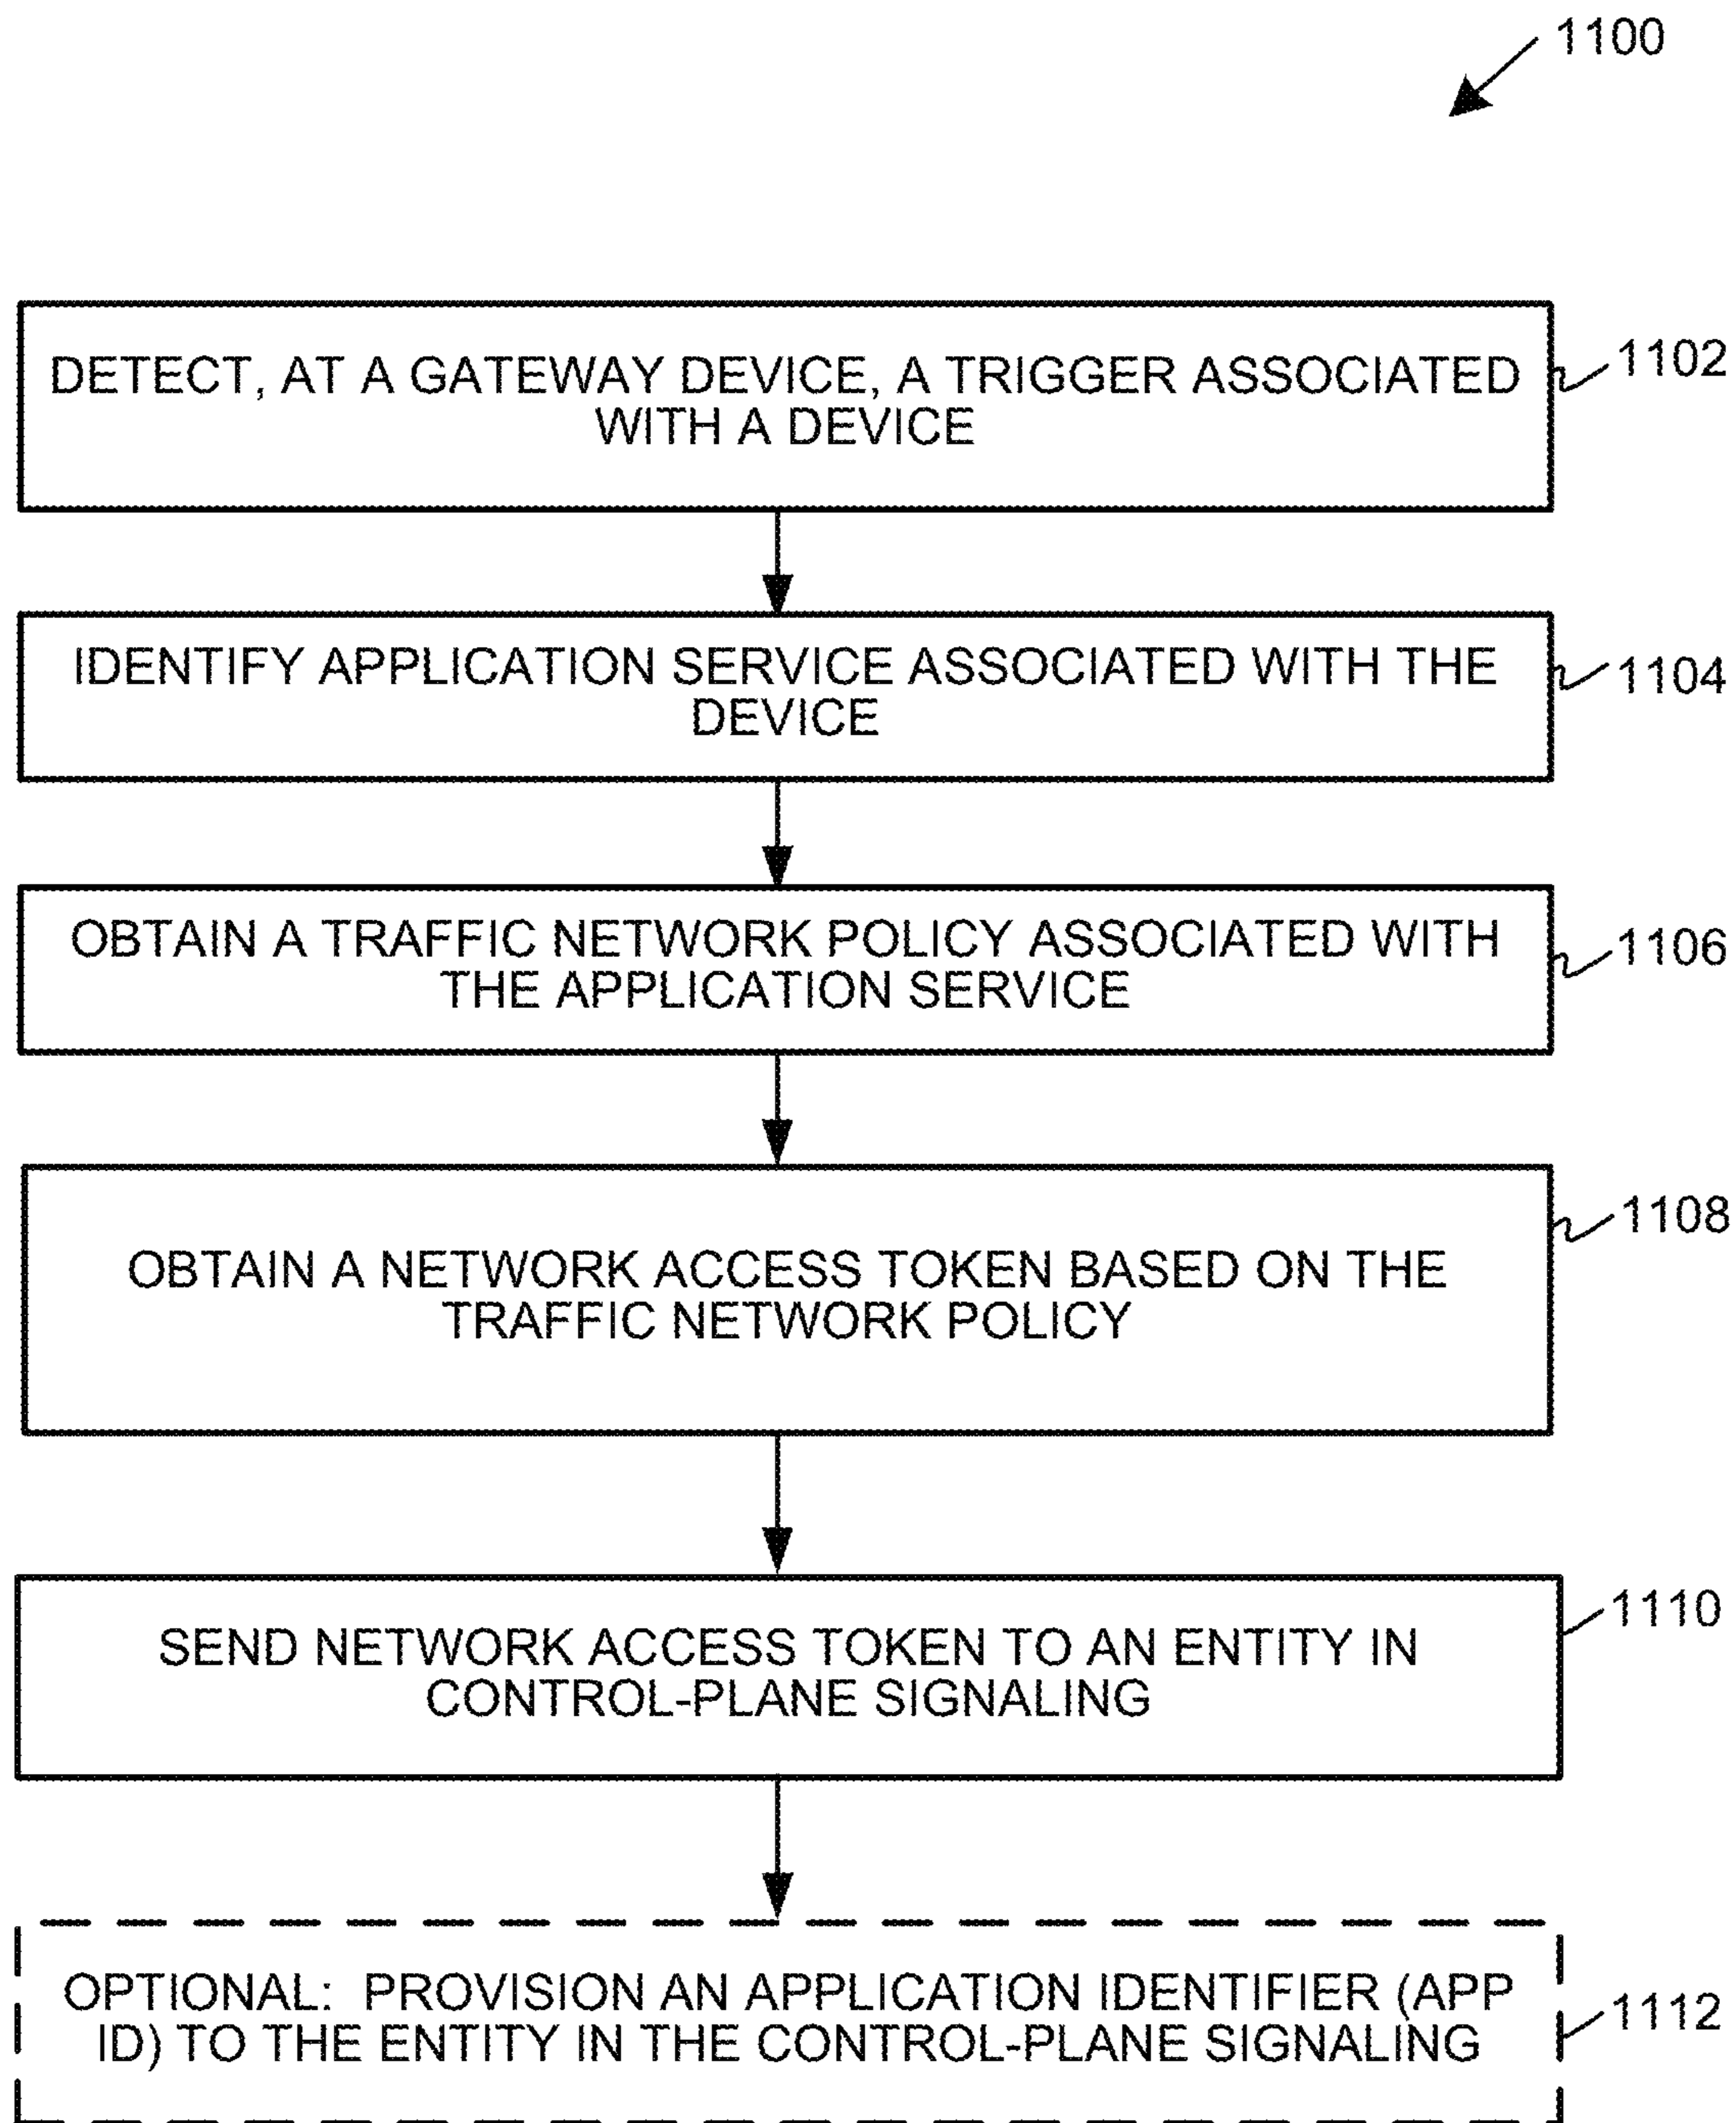 1100
DETECT, AT A GATEWAY DEVICE, A TRIGGER ASSOCIATED
WITH A DEVICE
1102
IDENTIFY APPLICATION SERVICE ASSOCIATED WITH THE
DEVICE
1104
OBTAIN A TRAFFIC NETWORK POLICY ASSOCIATED WITH
THE APPLICATION SERVICE
1106
OBTAIN A NETWORK ACCESS TOKEN BASED ON THE
TRAFFIC NETWORK POLICY
1108
SEND NETWORK ACCESS TOKEN TO AN ENTITY IN
CONTROL-PLANE SIGNALING
1110
OPTIONAL: PROVISION AN APPLICATION IDENTIFIER (APP
ID) TO THE ENTITY IN THE CONTROL-PLANE SIGNALING
1112